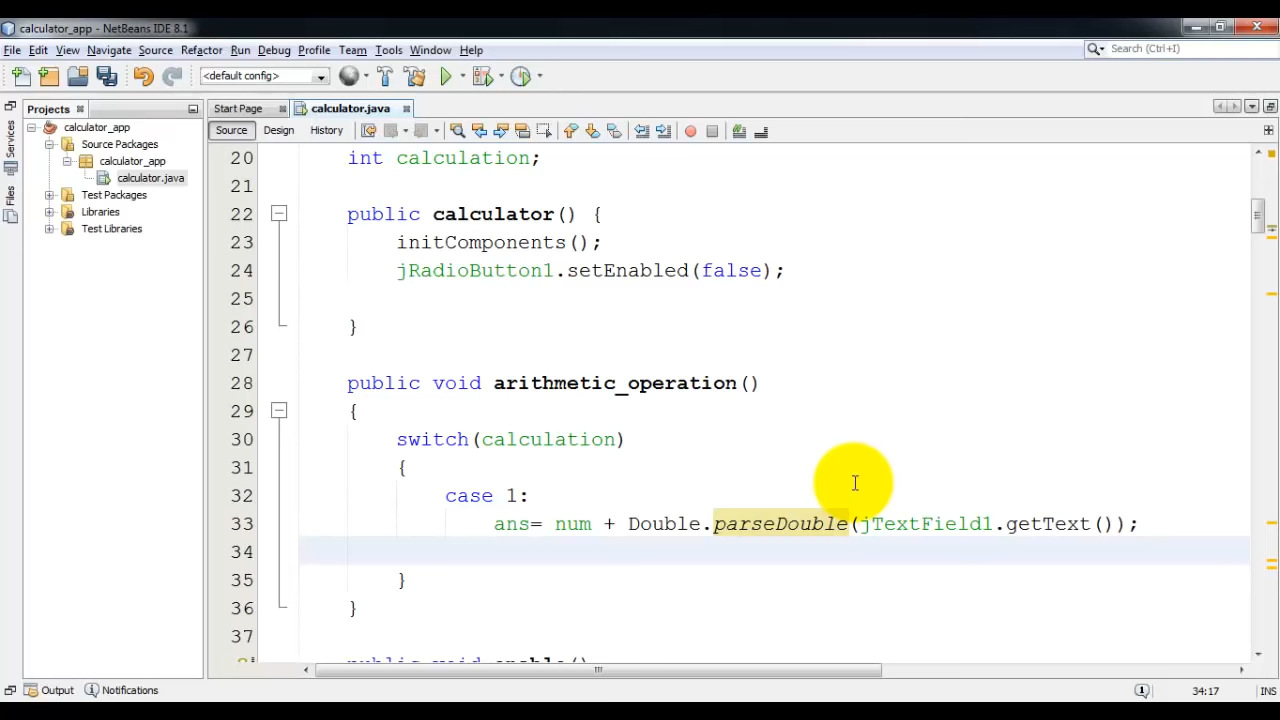 calculator_app - NetBeans IDE 8.1
File Edit View Navigate Source Refactor Run Debug Profile Team Tools Window Help
Search (Ctrl+I)
<default config>
Projects
Start Page
calculator.java
Source Design History
Services
Files
calculator_app
Source Packages
calculator_app
calculator.java
Test Packages
Libraries
Test Libraries
20 int calculation;
21
22 public calculator() {
23 initComponents();
24 jRadioButton1.setEnabled(false);
25
26 }
27
28 public void arithmetic_operation()
29 {
30 switch(calculation)
31 {
32 case 1:
33 ans= num + Double.parseDouble(jTextField1.getText());
34
35 }
36 }
37
public void
Output
Notifications
34:17
INS